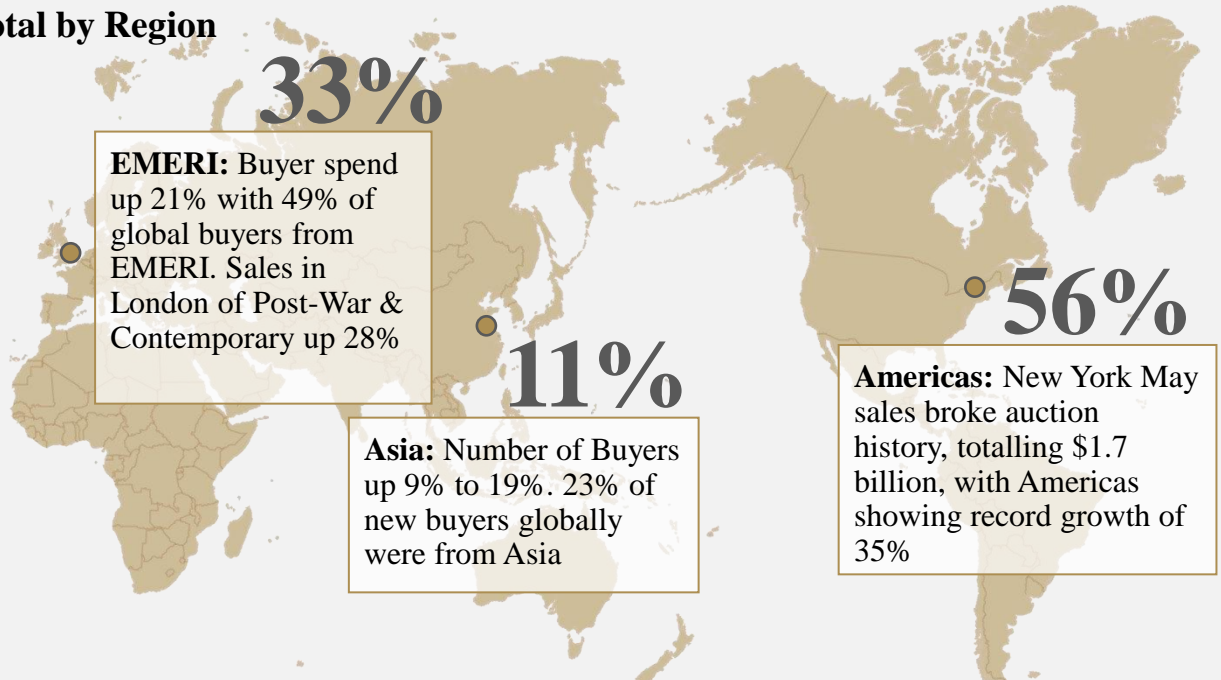 by Region
33%
EMERI: Buyer spend
up 21% with 49% of
global buyers from
EMERI. Sales in
London of Post-War &
Contemporary up 28%
11%
Asia: Number of Buyers
up 9% to 19%. 23% of
new buyers globally
were from Asia
56%
Americas: New York May
sales broke auction
history, totalling $1.7
billion, with Americas
showing record growth of
35%